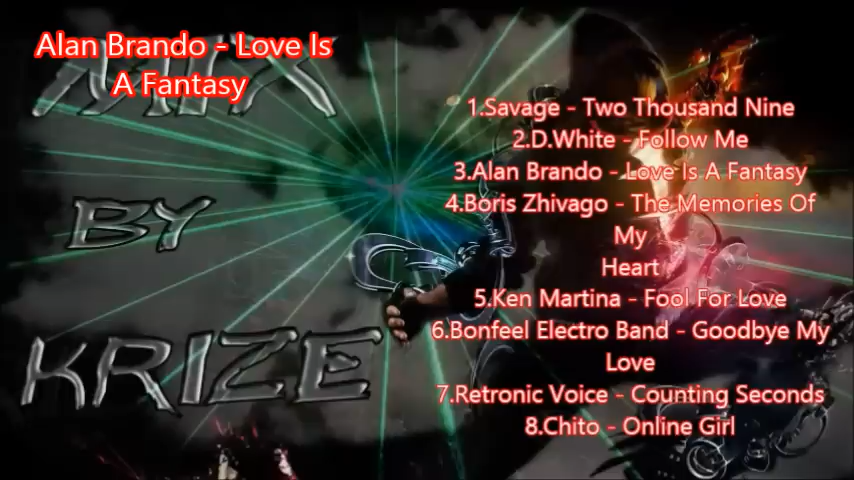 Alan Brando - Love Is
A Fantasy
MIX
BY
KRIZE
1.Savage - Two Thousand Nine
2.D.White - Follow Me
3.Alan Brando - Love Is A Fantasy
4.Boris Zhivago - The Memories Of
My
Heart
5.Ken Martina - Fool For Love
6.Bonfeel Electro Band - Goodbye My
Love
7.Retronic Voice - Counting Seconds
8.Chito - Online Girl